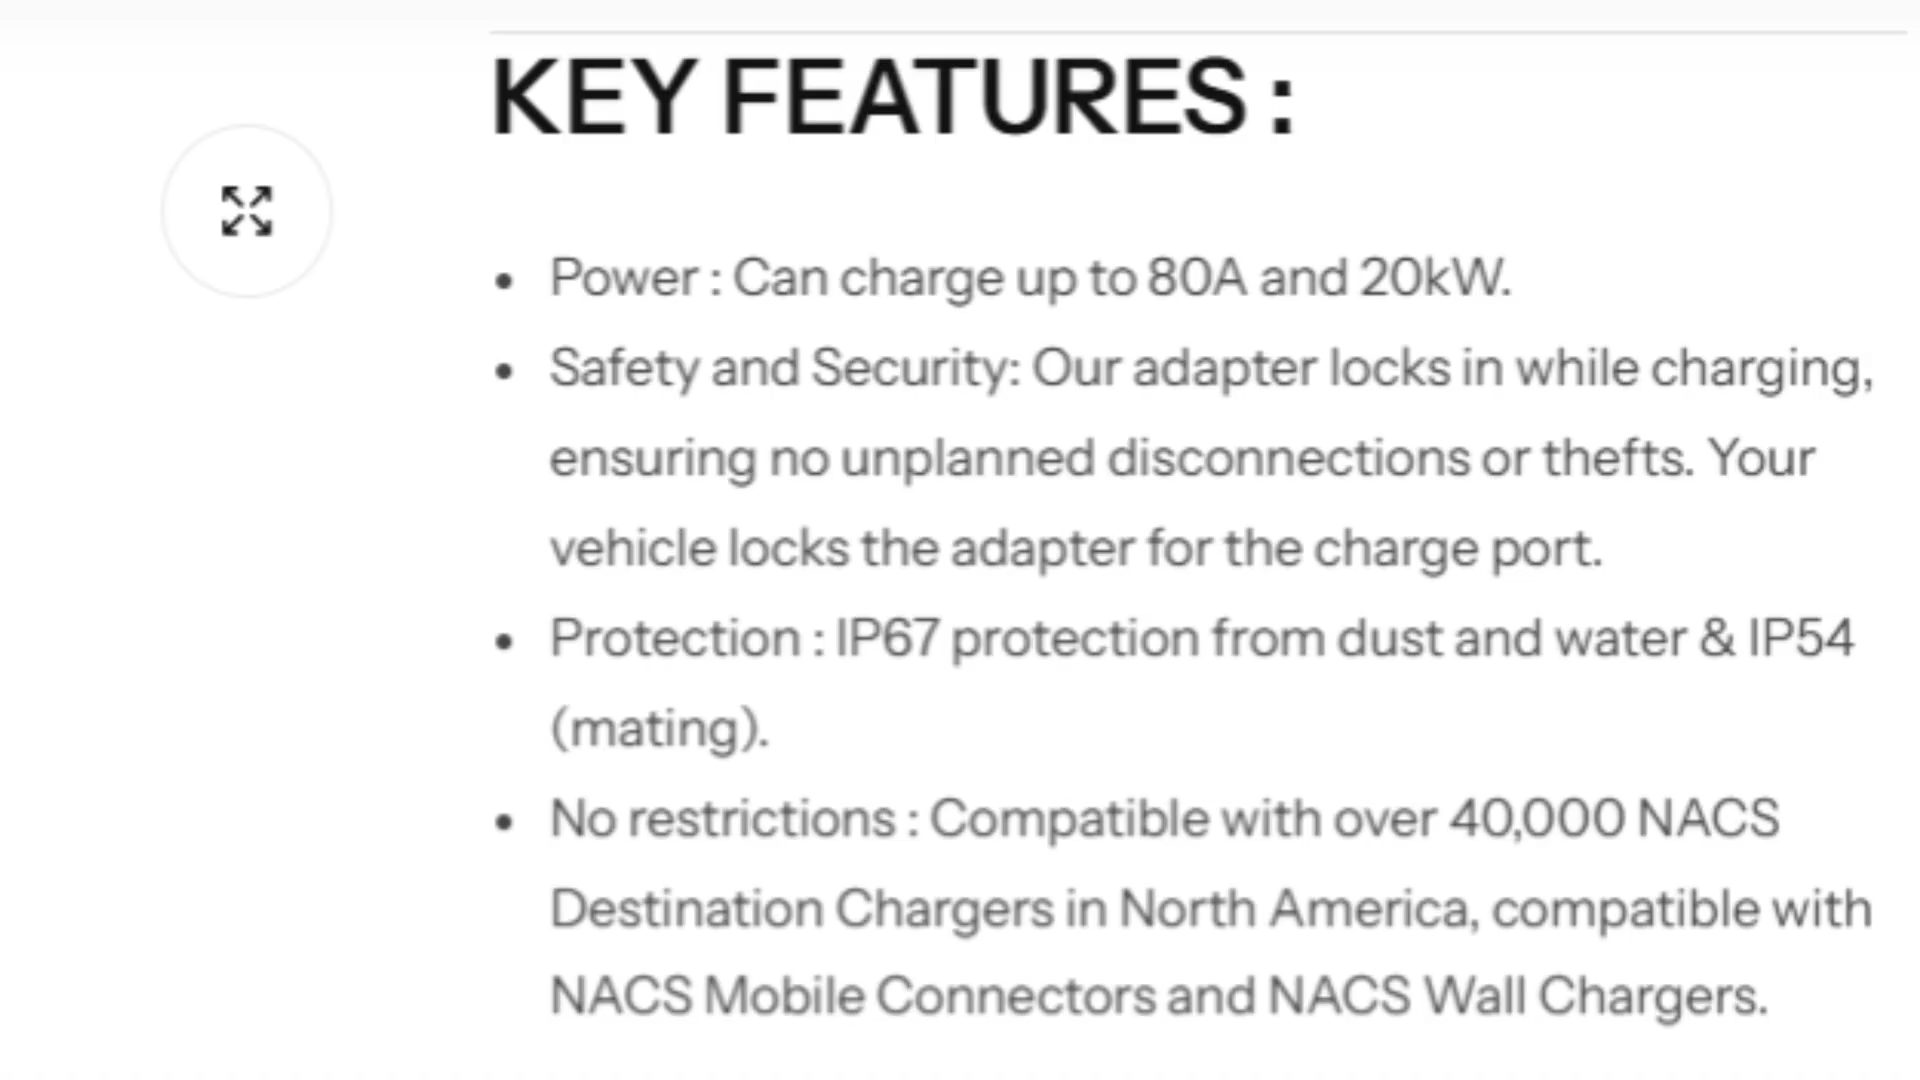 KEY FEATURES :
• Power : Can charge up to 80A and 20kW.
• Safety and Security: Our adapter locks in while charging,
ensuring no unplanned disconnections or thefts. Your
vehicle locks the adapter for the charge port.
• Protection : IP67 protection from dust and water & IP54
(mating).
• No restrictions : Compatible with over 40,000 NACS
Destination Chargers in North America, compatible with
NACS Mobile Connectors and NACS Wall Chargers.